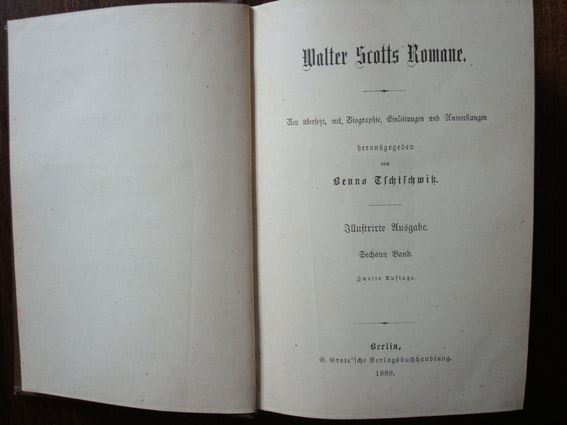 Walter Scotts Romane.
Neu übersetzt, mit Biographie, Einleitungen und Anmerkungen
herausgegeben
von
Benno Tschischwitz.
Illustrirte Ausgabe.
Sechster Band.
Zweite Auflage.
Berlin,
G. Grote'sche Verlagsbuchhandlung.
1888.